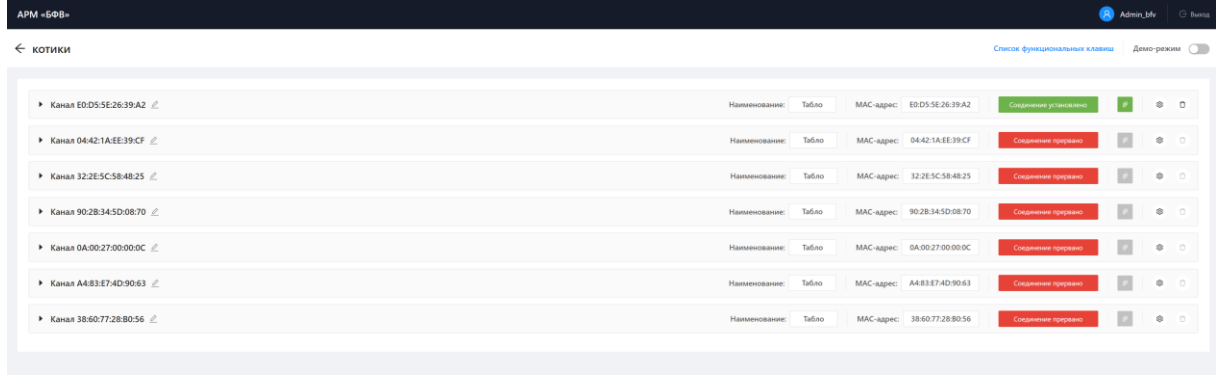 АРМ «БФВ» Admin_bfv Выход
котики Список функциональных клавиш Демо-режим
Канал E0:D5:5E:26:39:A2 Наименование: Табло MAC-адрес: E0:D5:5E:26:39:A2 Соединение установлено
Канал 04:42:1A:EE:39:CF Наименование: Табло MAC-адрес: 04:42:1A:EE:39:CF Соединение прервано
Канал 32:2E:5C:58:48:25 Наименование: Табло MAC-адрес: 32:2E:5C:58:48:25 Соединение прервано
Канал 90:2B:34:5D:08:70 Наименование: Табло MAC-адрес: 90:2B:34:5D:08:70 Соединение прервано
Канал 0A:00:27:00:00:0C Наименование: Табло MAC-адрес: 0A:00:27:00:00:0C Соединение прервано
Канал A4:83:E7:4D:90:63 Наименование: Табло MAC-адрес: A4:83:E7:4D:90:63 Соединение прервано
Канал 38:60:77:28:B0:56 Наименование: Табло MAC-адрес: 38:60:77:28:B0:56 Соединение прервано